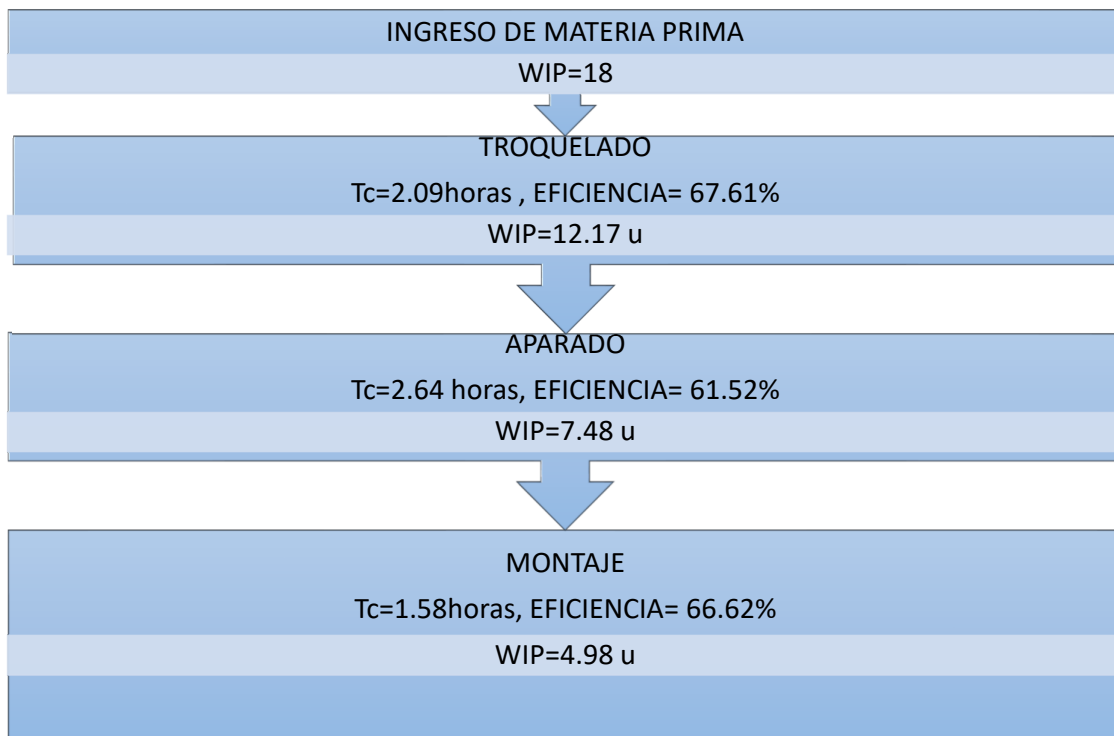 INGRESO DE MATERIA PRIMA
WIP=18
TROQUELADO
Tc=2.09horas , EFICIENCIA= 67.61%
WIP=12.17 u
APARADO
Tc=2.64 horas, EFICIENCIA= 61.52%
WIP=7.48 u
MONTAJE
Tc=1.58horas, EFICIENCIA= 66.62%
WIP=4.98 u